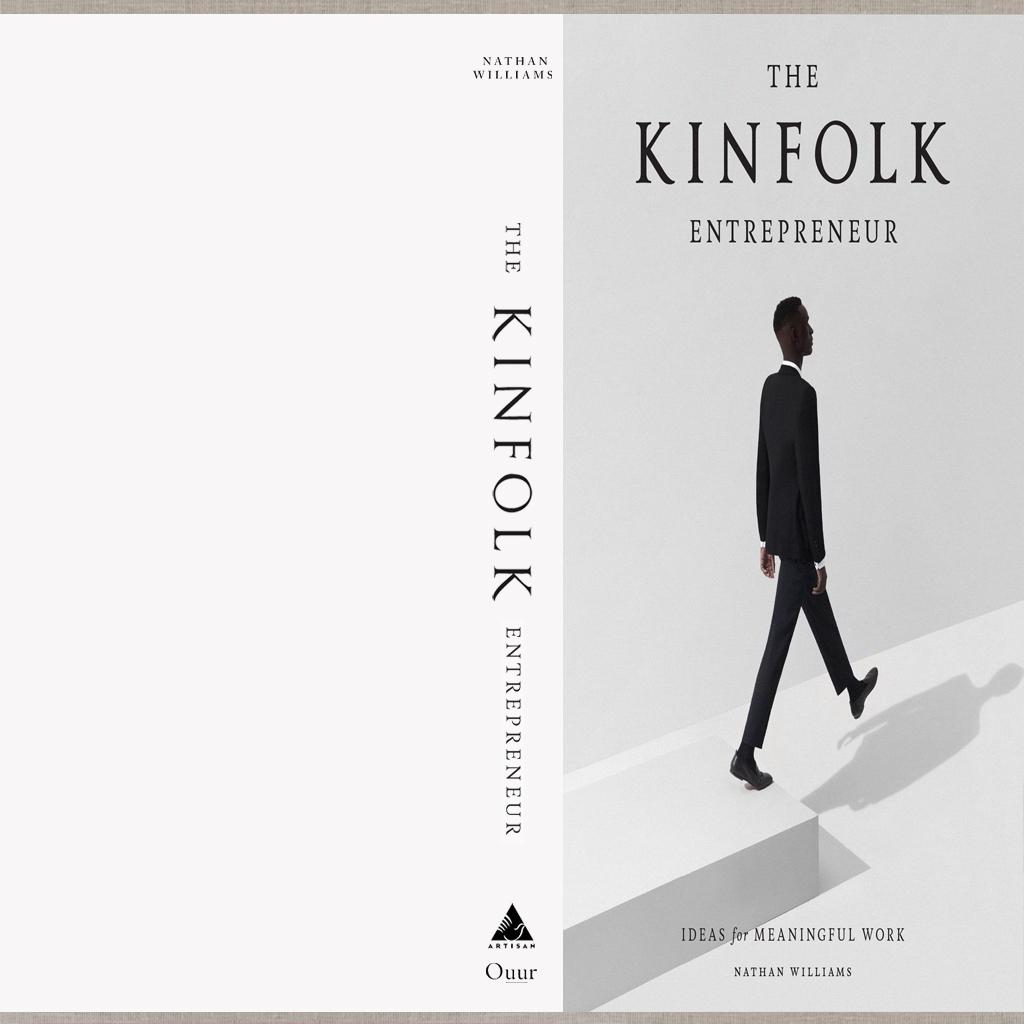 NATHAN
WILLIAMS
THE KINFOLK ENTREPRENEUR
ARTISAN
Ouur
THE
KINFOLK
ENTREPRENEUR
IDEAS for MEANINGFUL WORK
NATHAN WILLIAMS